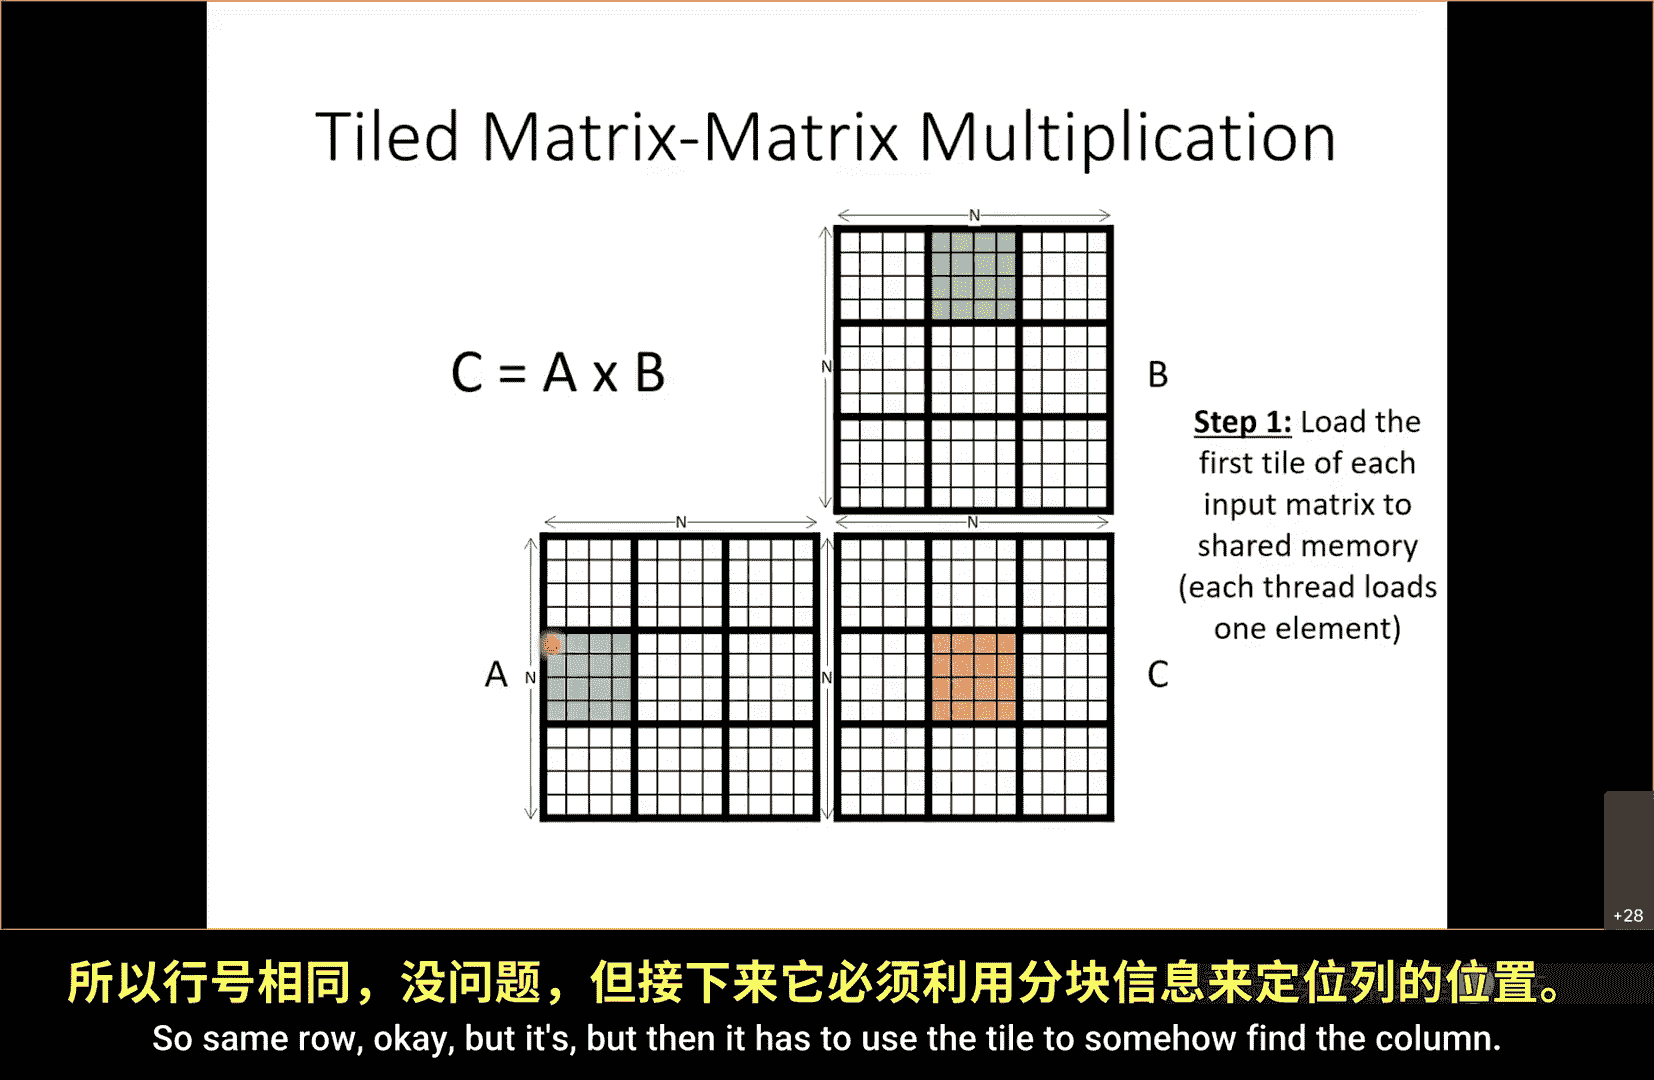 Tiled Matrix-Matrix Multiplication
N
N
C = A x B
B
Step 1: Load the
first tile of each
input matrix to
shared memory
(each thread loads
one element)
N
N
A
N
N
C
+28
所以行号相同，没问题，但接下来它必须利用分块信息来定位列的位置。
So same row, okay, but it's, but then it has to use the tile to somehow find the column.